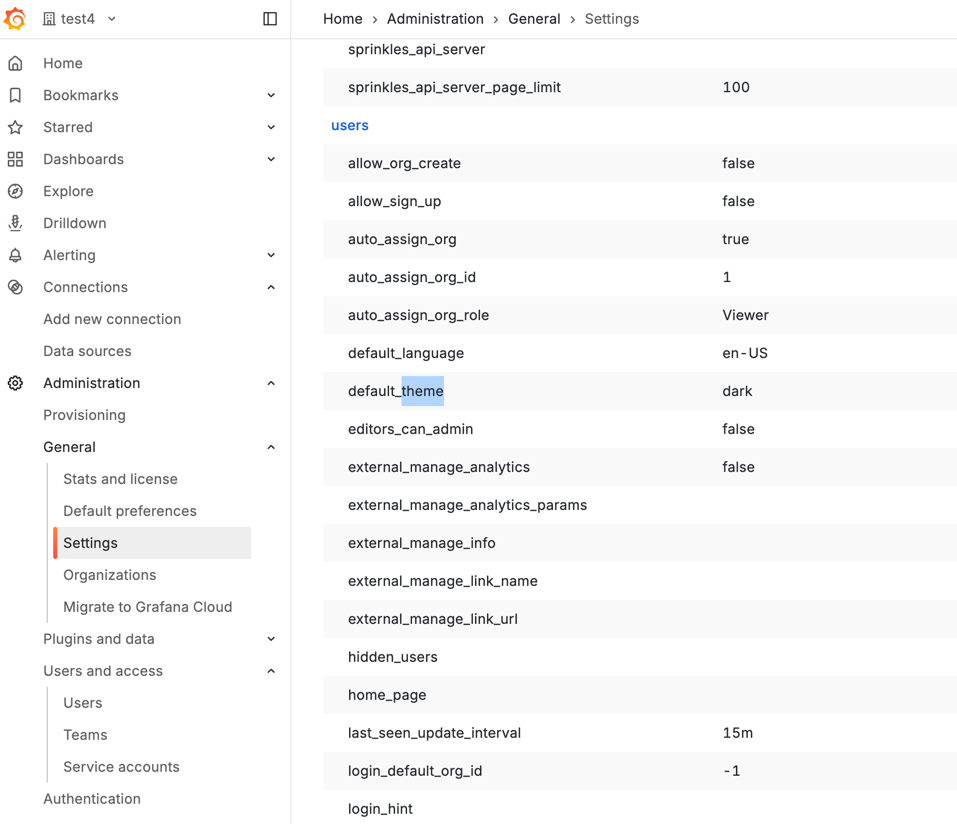 test4
Home › Administration › General › Settings
Home
Bookmarks
Starred
Dashboards
Explore
Drilldown
Alerting
Connections
Add new connection
Data sources
Administration
Provisioning
General
Stats and license
Default preferences
Settings
Organizations
Migrate to Grafana Cloud
Plugins and data
Users and access
Users
Teams
Service accounts
Authentication
sprinkles_api_server
sprinkles_api_server_page_limit 100
users
allow_org_create false
allow_sign_up false
auto_assign_org true
auto_assign_org_id 1
auto_assign_org_role Viewer
default_language en-US
default_theme dark
editors_can_admin false
external_manage_analytics false
external_manage_analytics_params
external_manage_info
external_manage_link_name
external_manage_link_url
hidden_users
home_page
last_seen_update_interval 15m
login_default_org_id -1
login_hint